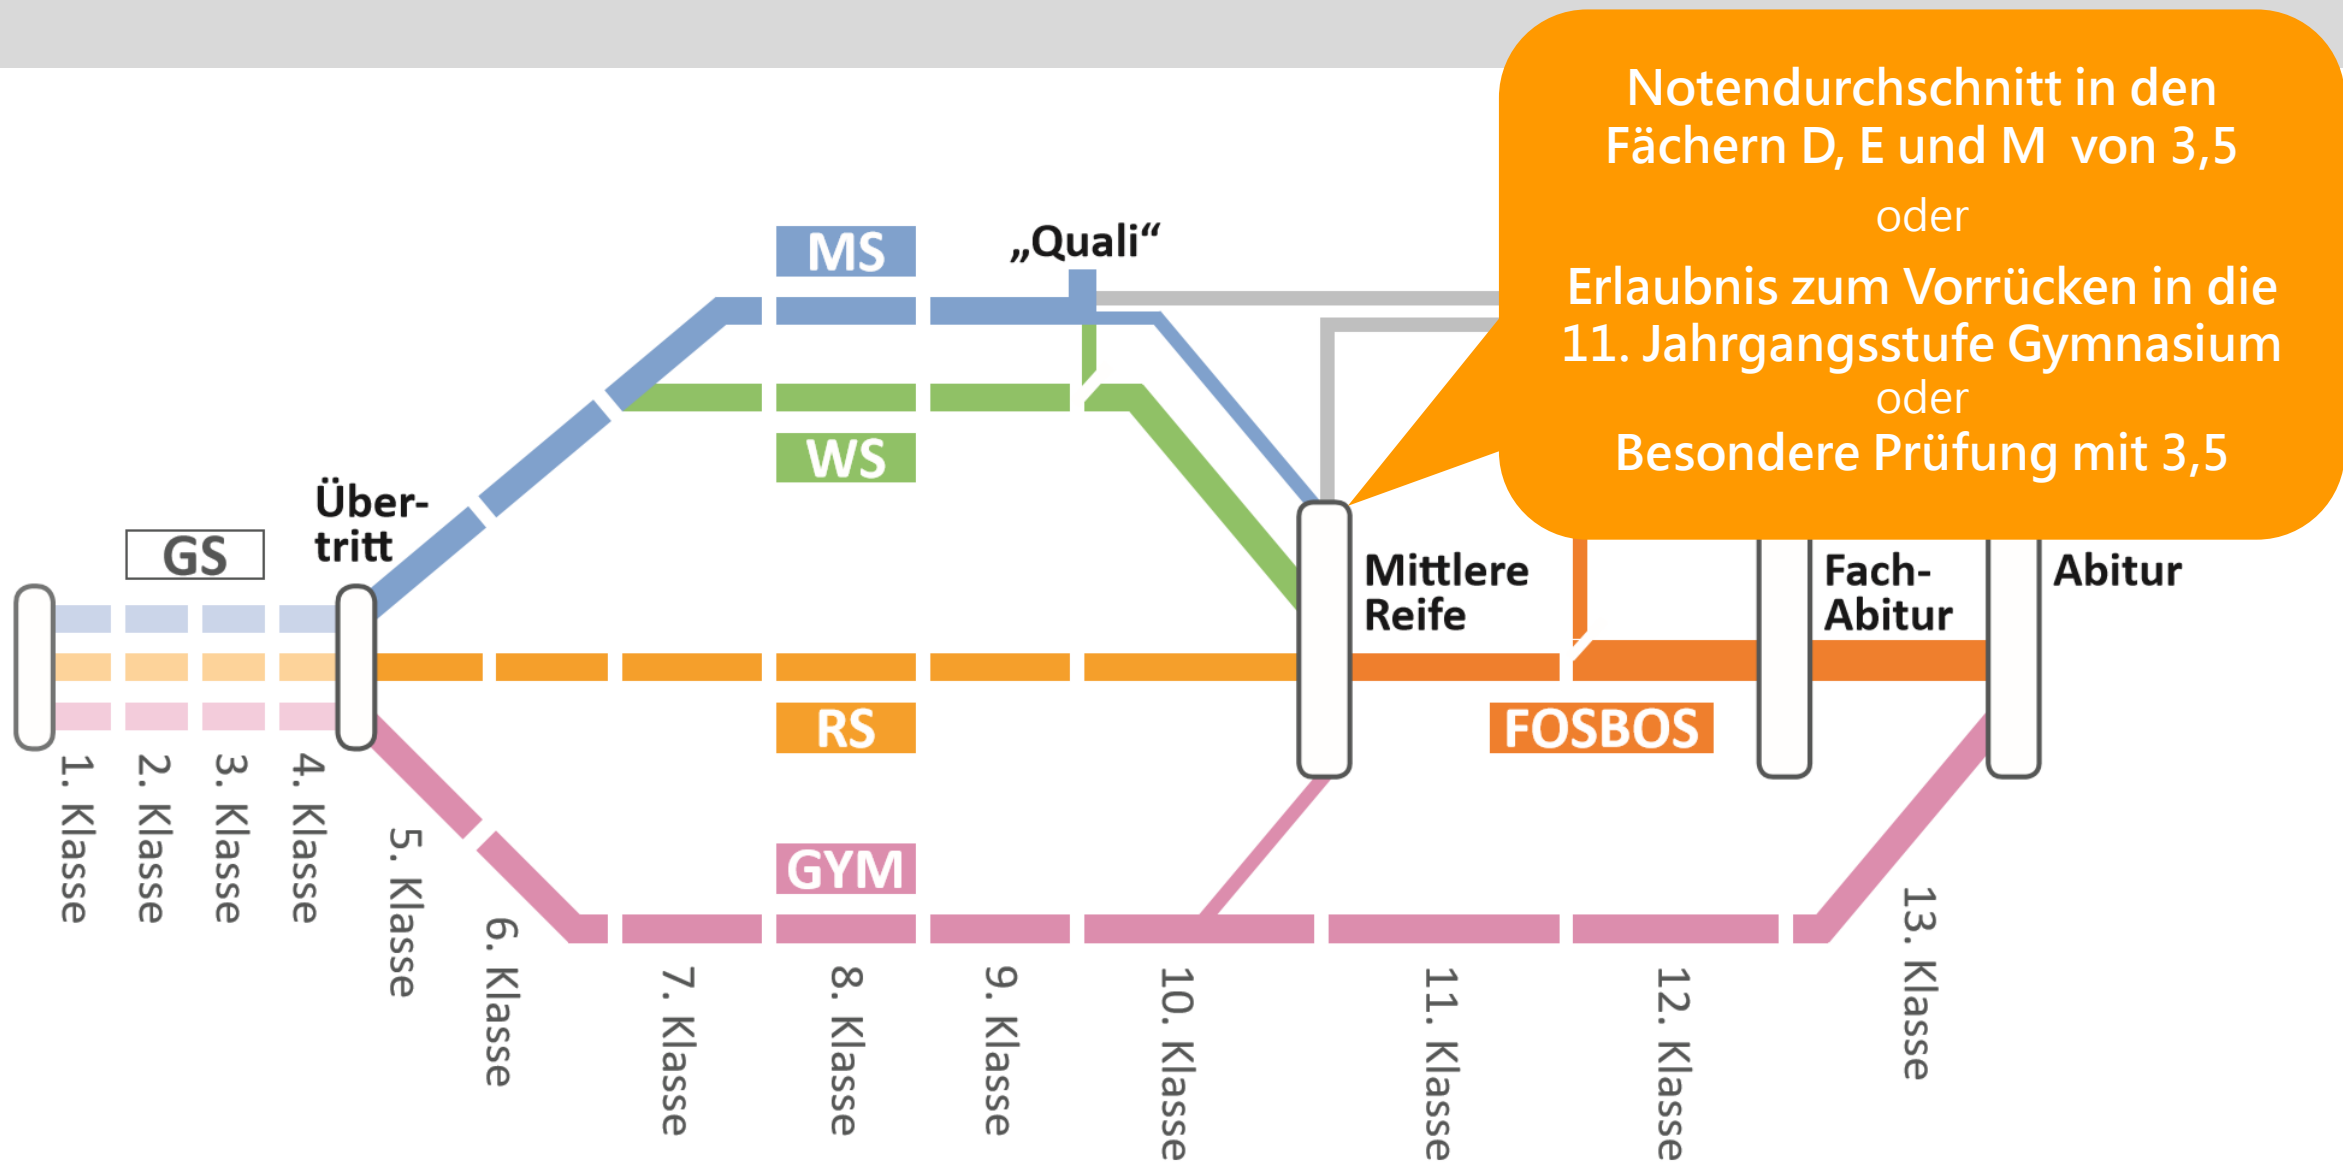 Notendurchschnitt in den
Fächern D, E und M von 3,5
oder
Erlaubnis zum Vorrücken in die
11. Jahrgangsstufe Gymnasium
oder
Besondere Prüfung mit 3,5
MS
„Quali“
WS
Über-
tritt
GS
Mittlere
Reife
Fach-
Abitur
Abitur
RS
FOSBOS
GYM
1. Klasse
2. Klasse
3. Klasse
4. Klasse
5. Klasse
6. Klasse
7. Klasse
8. Klasse
9. Klasse
10. Klasse
11. Klasse
12. Klasse
13. Klasse